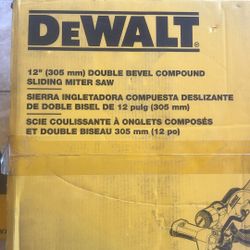 DEWALT
12" (305 mm) DOUBLE BEVEL COMPOUND
SLIDING MITER SAW
SIERRA INGLETADORA COMPUESTA DESLIZANTE
DE DOBLE BISEL DE 12 pulg (305 mm)
SCIE COULISSANTE À ONGLETS COMPOSÉS
ET DOUBLE BISEAU 305 mm (12 po)